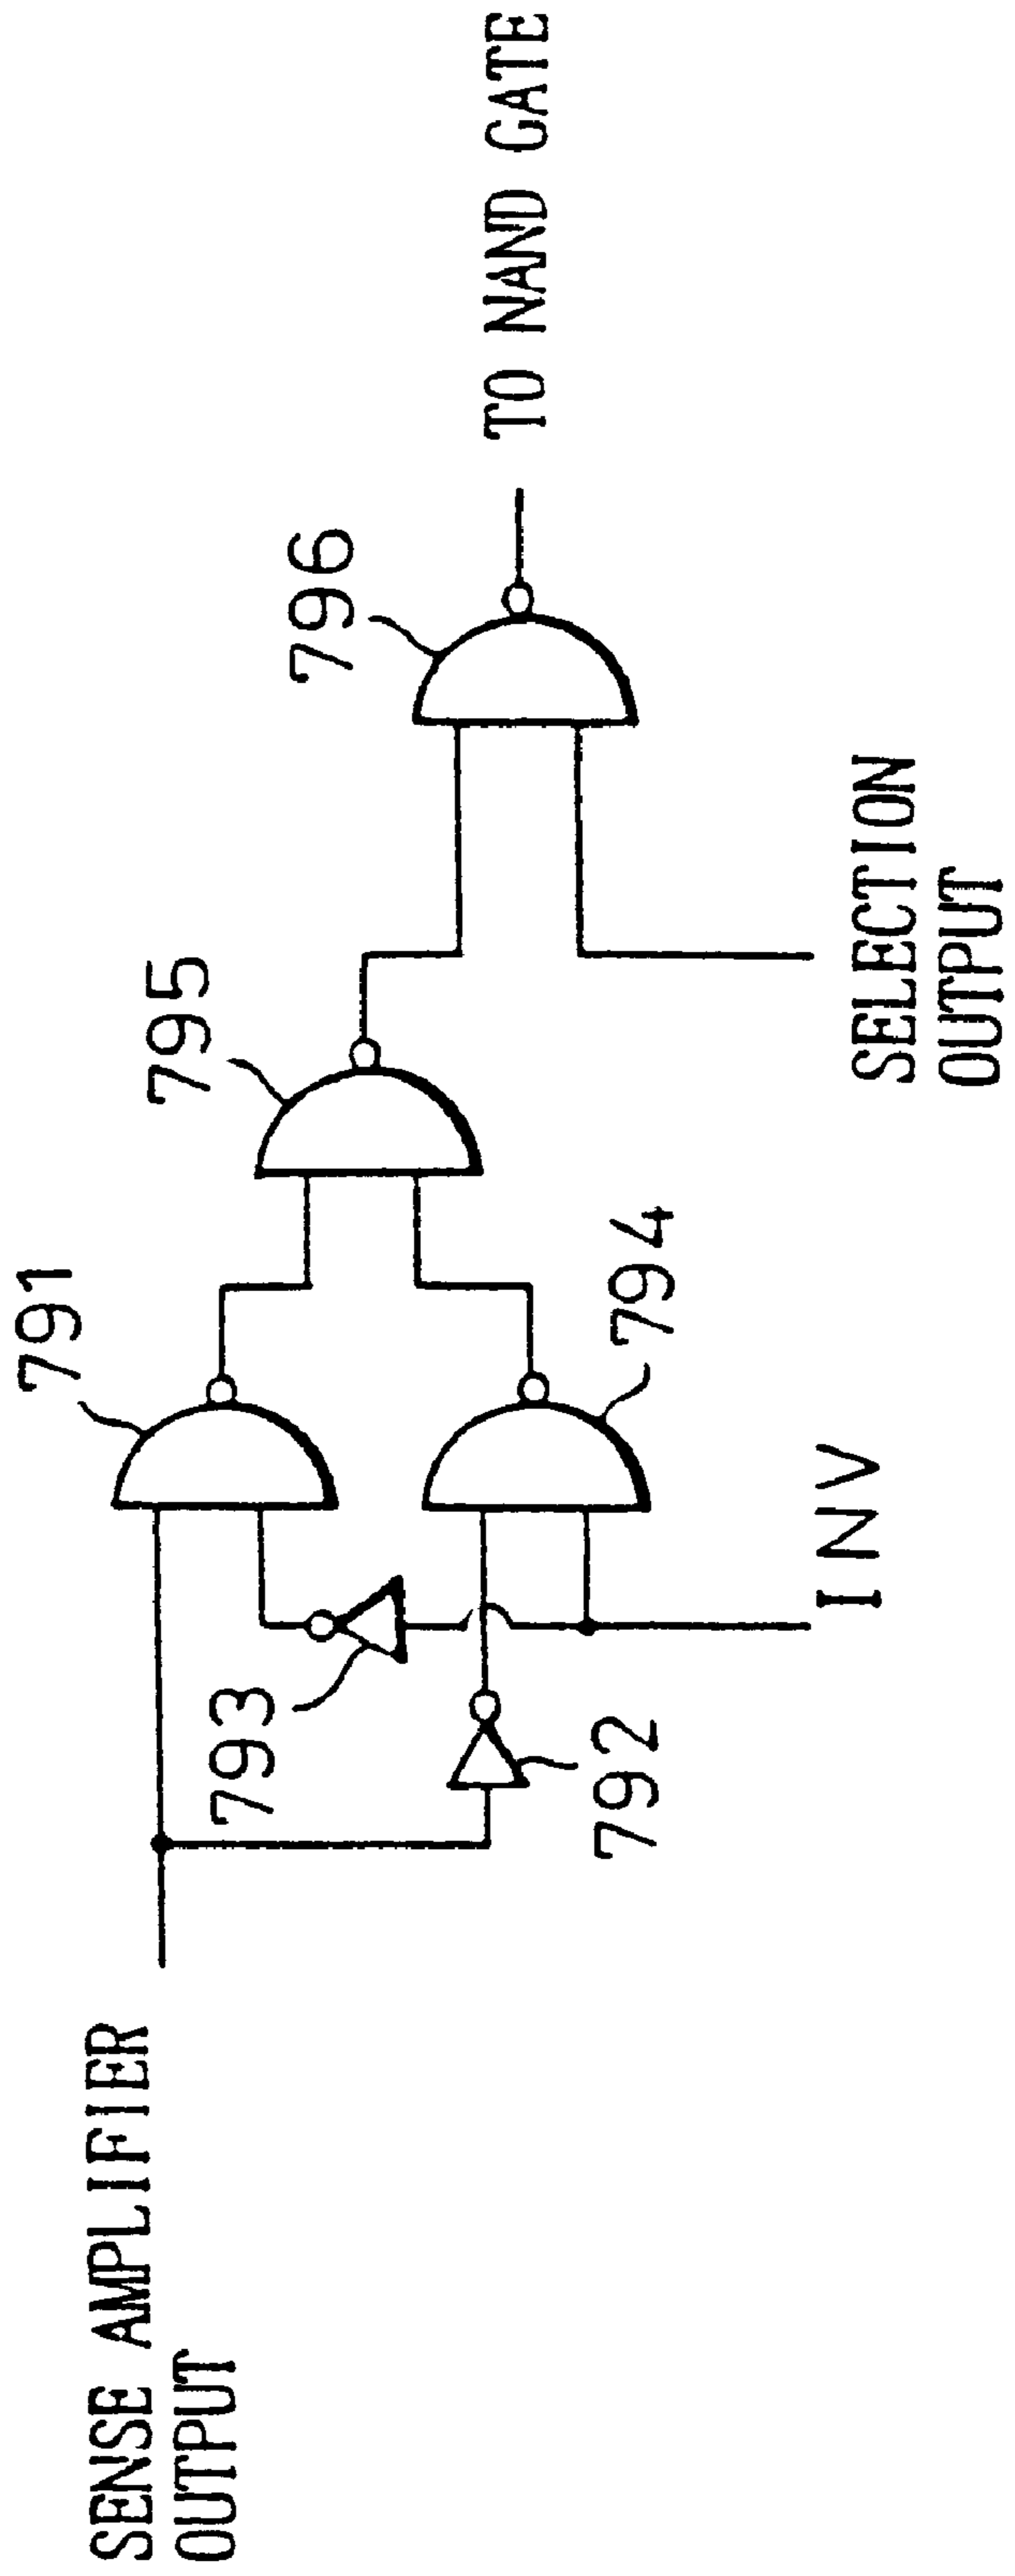 SENSE AMPLIFIER
OUTPUT
791
793
792
INV
794
795
796
SELECTION
OUTPUT
TO NAND GATE